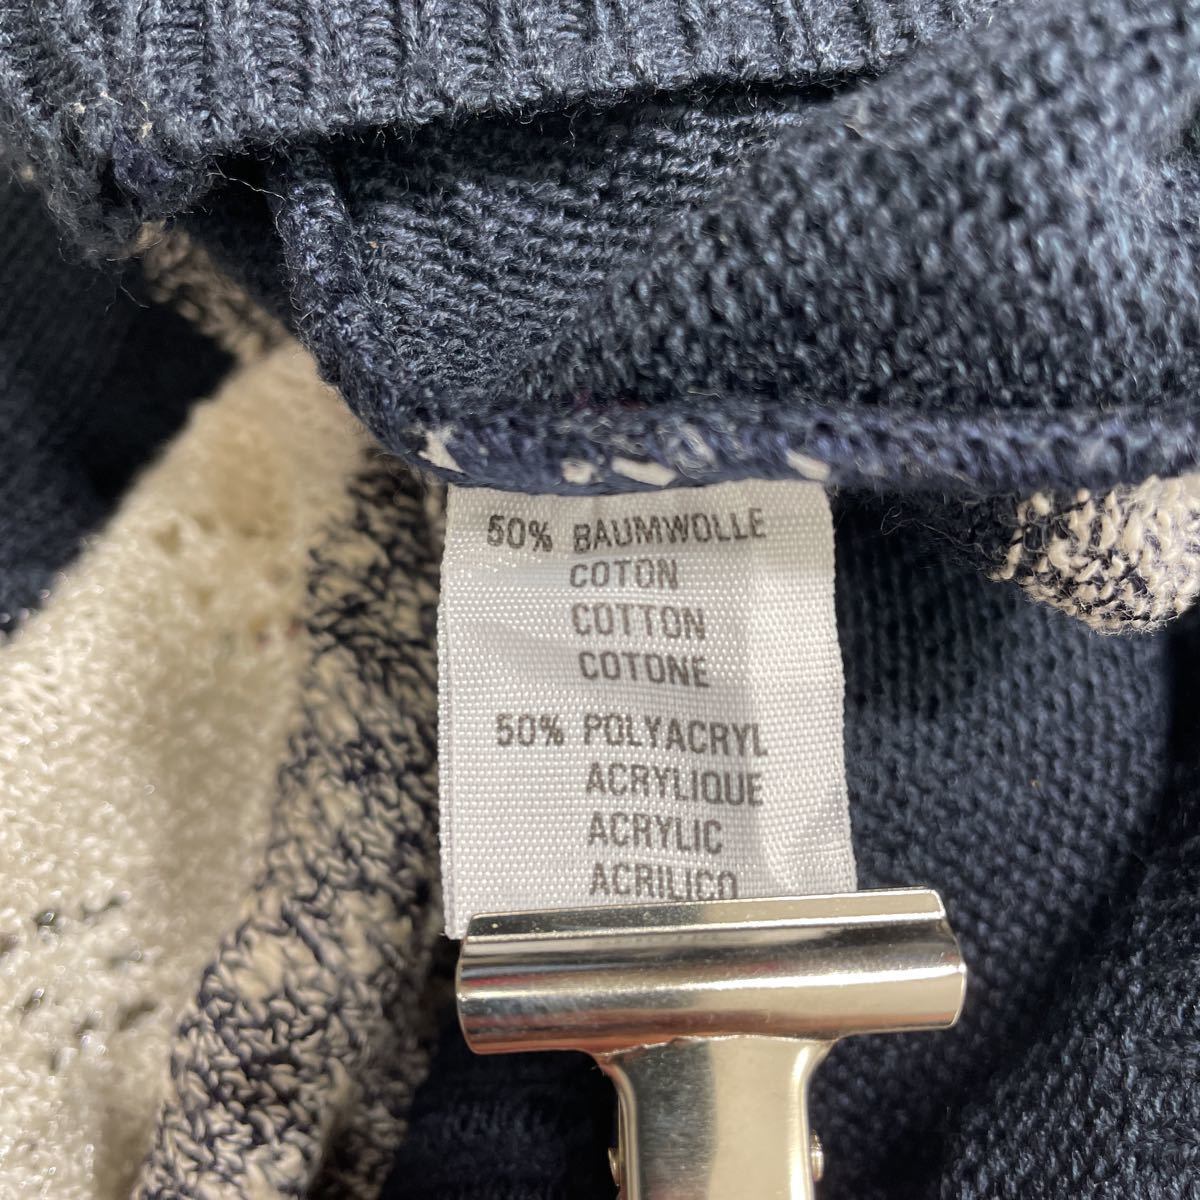 50% BAUMWOLLE
COTON
COTTON
COTONE
50% POLYACRYL
ACRYLIQUE
ACRYLIC
ACRILICO